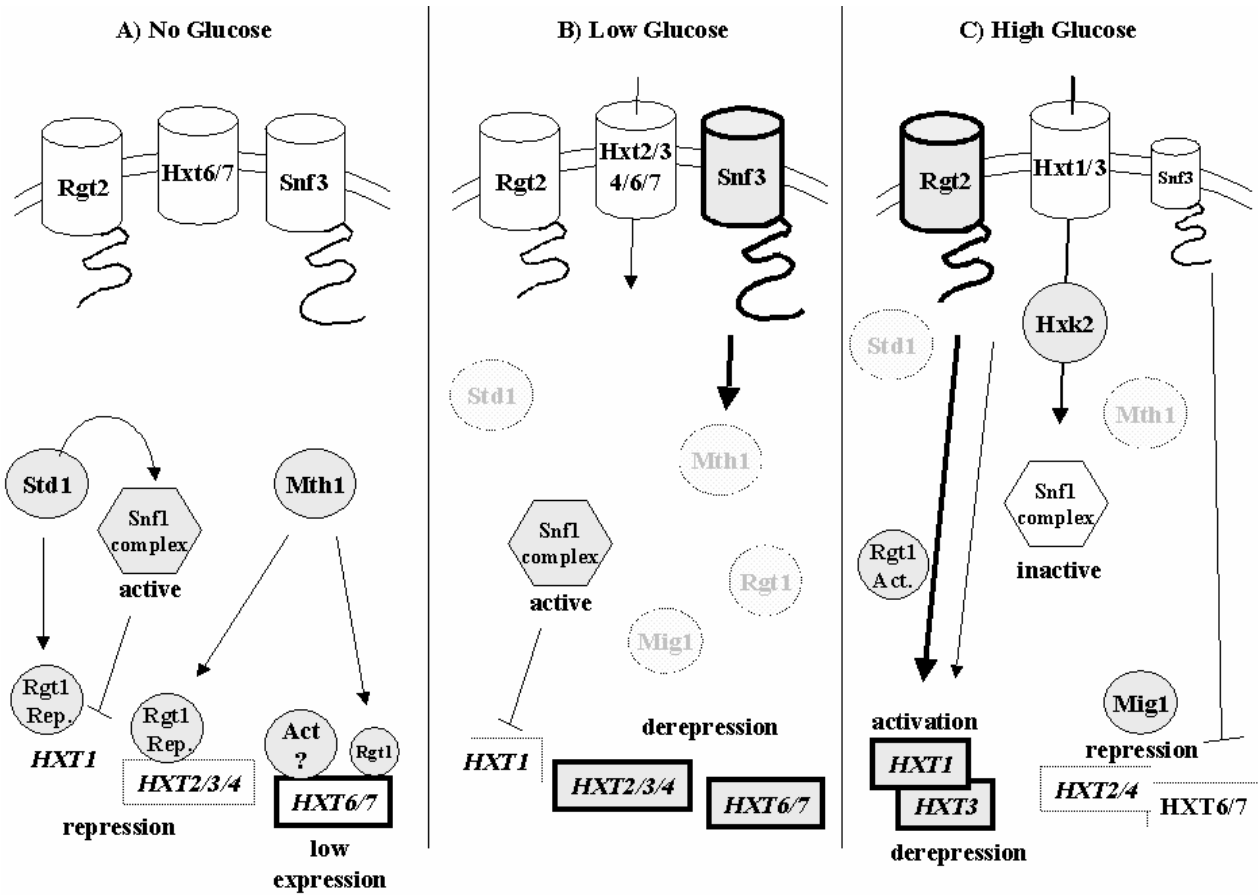 A) No Glucose
Rgt2
Hxt6/7
Snf3
Std1
Snf1
complex
active
Mth1
Rgt1
Rep.
HXT1
Rgt1
Rep.
HXT2/3/4
repression
Act
?
Rgt1
HXT6/7
low
expression
B) Low Glucose
Rgt2
Hxt2/3
4/6/7
Snf3
Std1
Mth1
Snf1
complex
active
Rgt1
Mig1
derepression
HXT1
HXT2/3/4
HXT6/7
C) High Glucose
Rgt2
Hxt1/3
Snf3
Std1
Hxk2
Mth1
Snf1
complex
inactive
Rgt1
Act.
activation
HXT1
HXT3
derepression
Mig1
repression
HXT2/4
HXT6/7